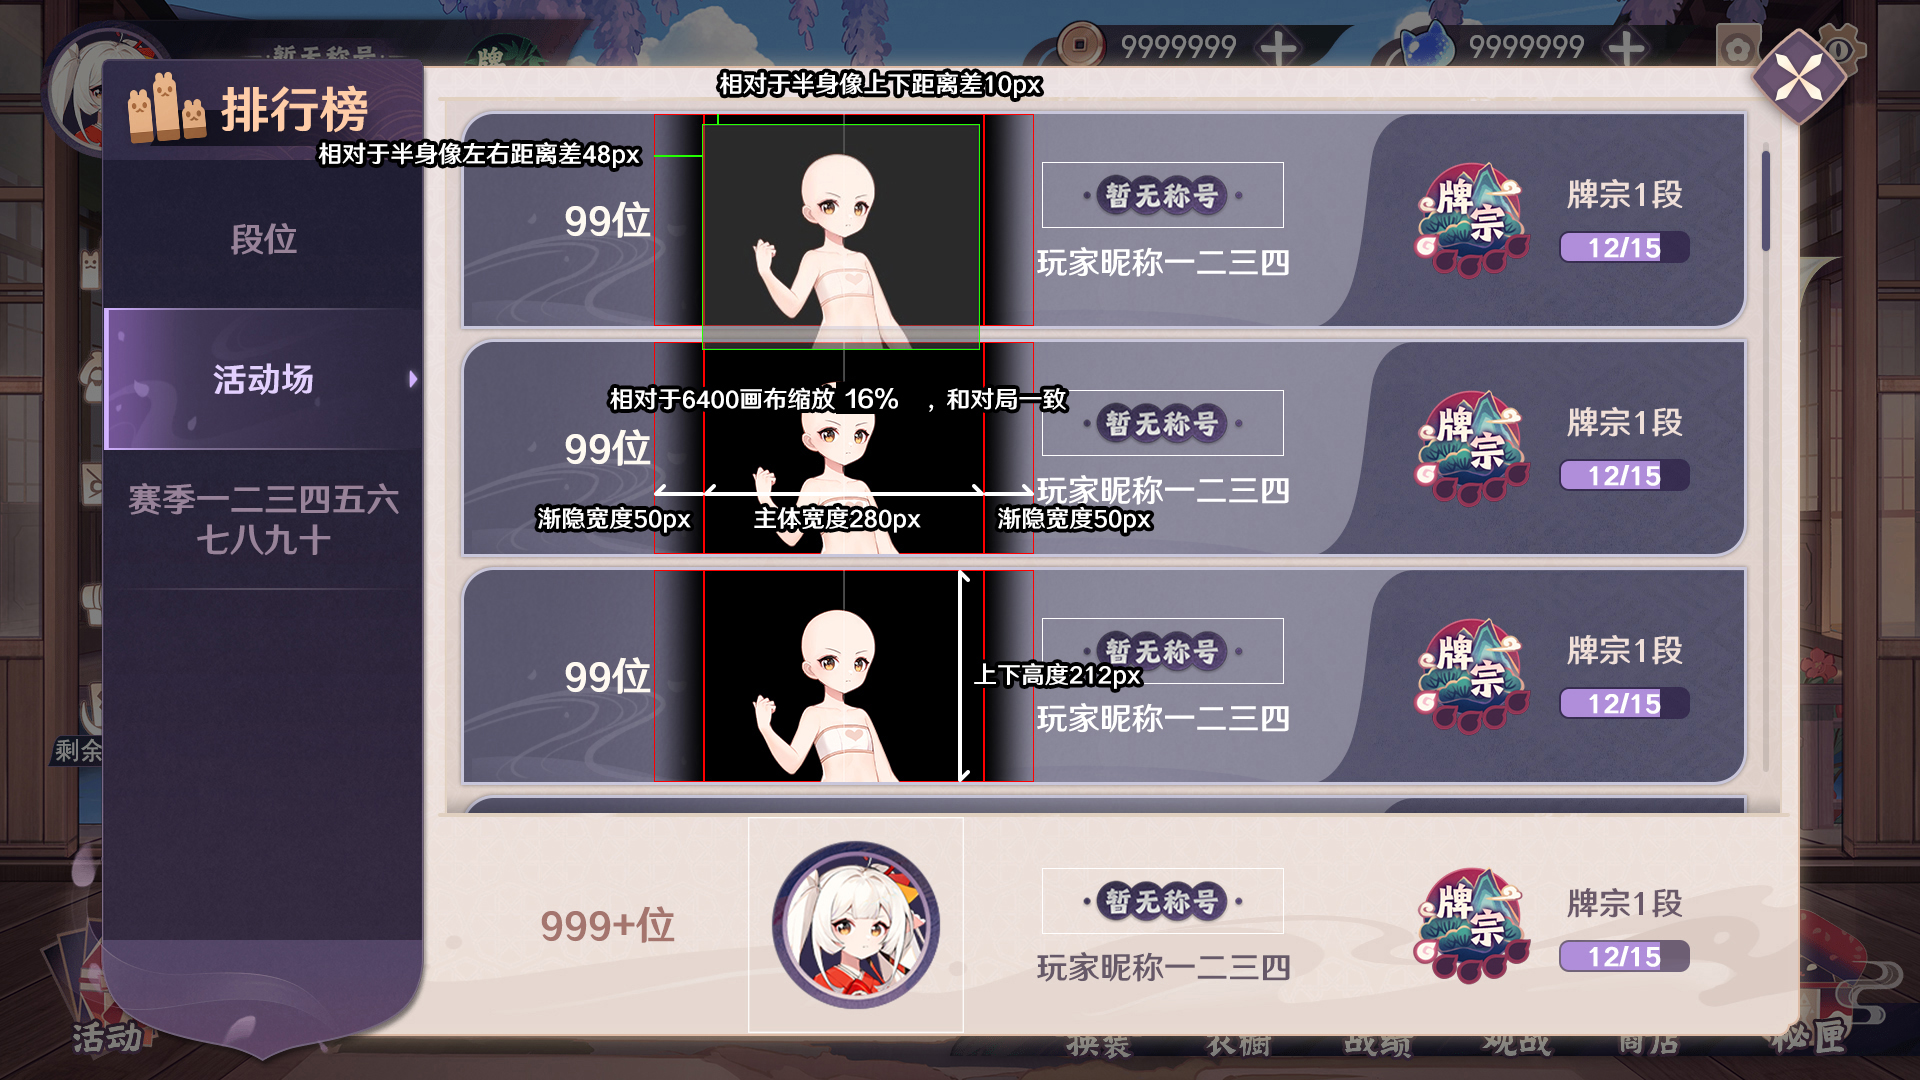 暂无称号
牌
9999999
9999999
排行榜
相对于半身像上下距离差10px
相对于半身像左右距离差48px
段位
活动场
赛季一二三四五六
七八九十
99位
暂无称号
玩家昵称一二三四
牌宗
牌宗1段
12/15
相对于6400画布缩放 16% ，和对局一致
99位
暂无称号
玩家昵称一二三四
牌宗
牌宗1段
12/15
渐隐宽度50px
主体宽度280px
渐隐宽度50px
99位
暂无称号
上下高度212px
玩家昵称一二三四
牌宗
牌宗1段
12/15
剩余
999+位
暂无称号
玩家昵称一二三四
牌宗
牌宗1段
12/15
活动
换装
衣橱
战绩
观战
商店
秘匣